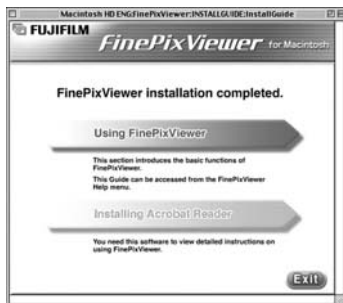 Macintosh HD ENG:FinePixViewer:INSTALLGUIDE:InstallGuide
FUJIFILM
FinePixViewer for Macintosh
FinePixViewer installation completed.
Using FinePixViewer
This section introduces the basic functions of
FinePixViewer.
This Guide can be accessed from the FinePixViewer
Help menu.
Installing Acrobat Reader
You need this software to view detailed instructions on
using FinePixViewer.
Exit